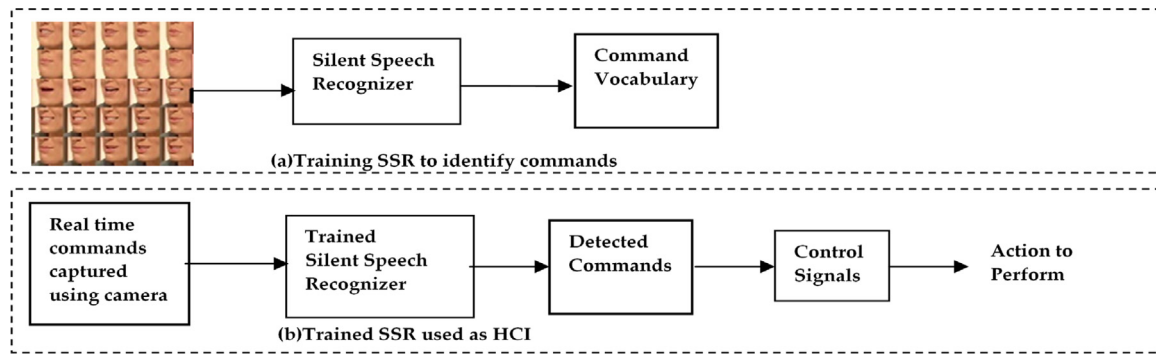 Silent Speech
Recognizer
Command
Vocabulary
(a)Training SSR to identify commands
Real time
commands
captured
using camera
Trained
Silent Speech
Recognizer
Detected
Commands
Control
Signals
Action to
Perform
(b)Trained SSR used as HCI